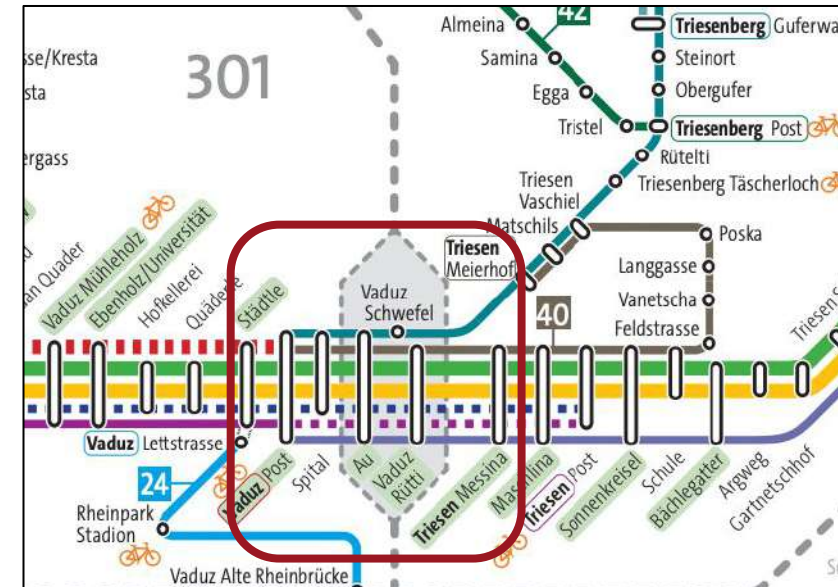 42
Almeina
Triesenberg Guferwa
sse/Kresta
301
Samina
Steinort
sta
Egga
Obergufer
Tristel
Triesenberg Post
ergass
Rütelti
Triesen
Vaschiel
Triesenberg Täscherloch
Matschils
Poska
Triesen
Meierhof
Langgasse
an Quader
Vaduz Mühleholz
Ebenholz/Universität
Hofkellerei
Quäderle
Städtle
Vaduz
Schwefel
40
Vanetscha
Feldstrasse
Triesen S
Vaduz Lettstrasse
24
Rheinpark
Stadion
Vaduz Post
Spital
Au
Vaduz
Rütti
Triesen Messina
Maschlina
Triesen Post
Sonnenkreisel
Schule
Bächlegatter
Argweg
Gartnetschhof
Vaduz Alte Rheinbrücke